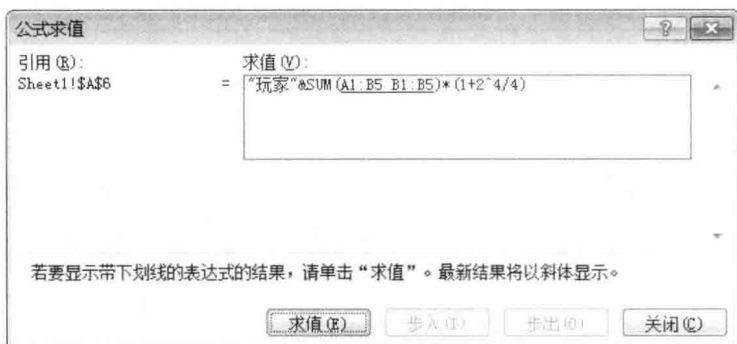 公式求值
引用(R):
求值(V):
Sheet1!$A$6 = "玩家"&SUM(A1:B5 B1:B5)*(1+2^4/4)
若要显示带下划线的表达式的结果，请单击“求值”。最新结果将以斜体显示。
求值(E) 步入(I) 步出(O) 关闭(C)